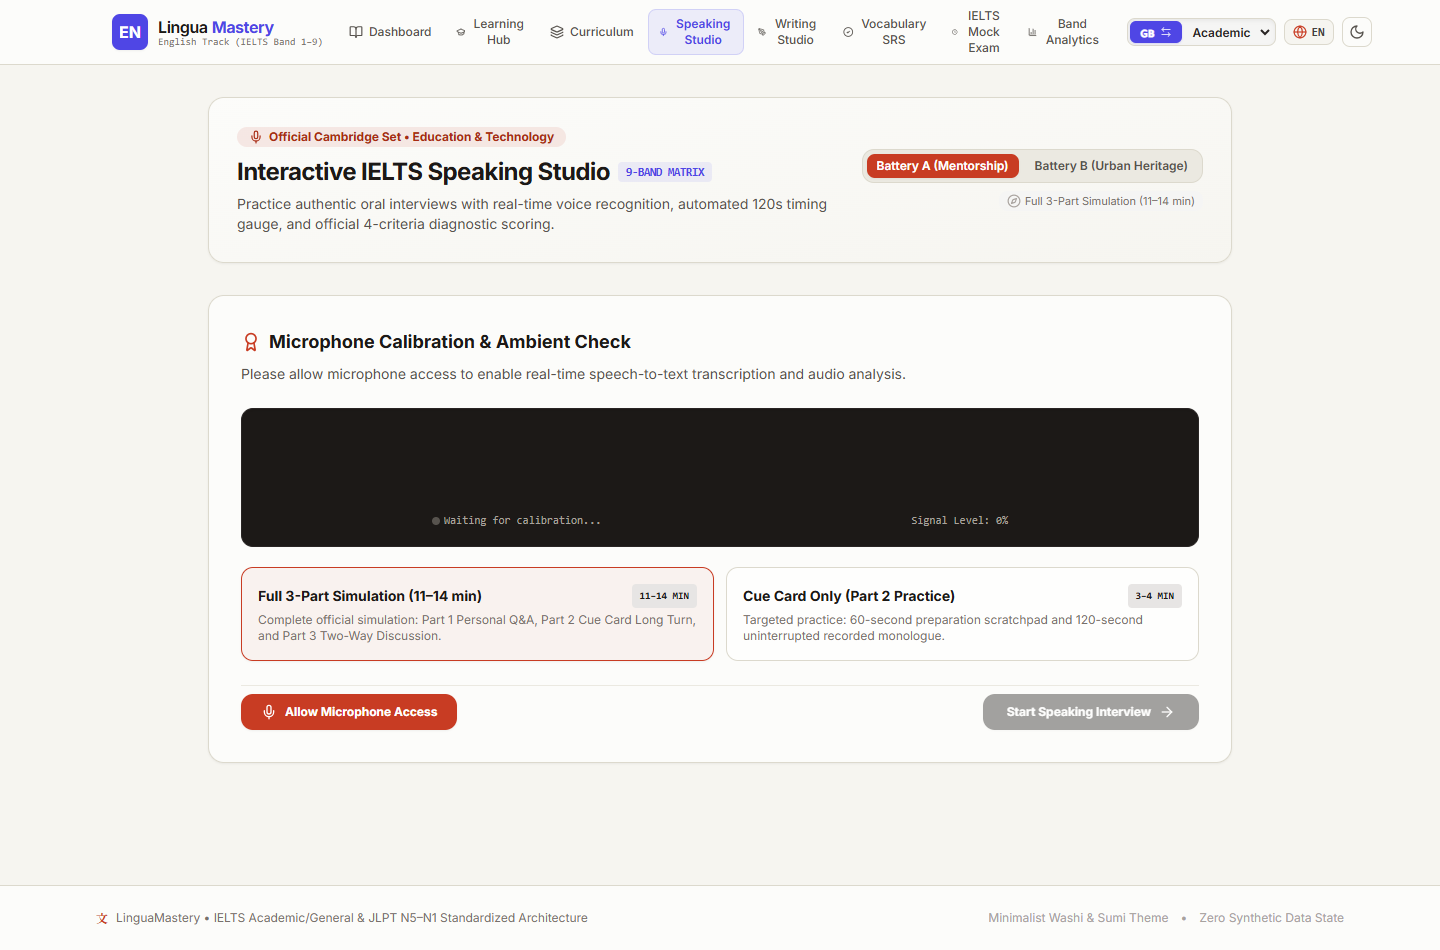 EN
Lingua Mastery
English Track (IELTS Band 1–9)
Dashboard
Learning
Hub
Curriculum
Speaking
Studio
Writing
Studio
Vocabulary
SRS
IELTS
Mock
Exam
Band
Analytics
GB
Academic
EN
Official Cambridge Set • Education & Technology
Interactive IELTS Speaking Studio
9-BAND MATRIX
Practice authentic oral interviews with real-time voice recognition, automated 120s timing
gauge, and official 4-criteria diagnostic scoring.
Battery A (Mentorship)
Battery B (Urban Heritage)
Full 3-Part Simulation (11–14 min)
Microphone Calibration & Ambient Check
Please allow microphone access to enable real-time speech-to-text transcription and audio analysis.
Waiting for calibration...
Signal Level: 0%
Full 3-Part Simulation (11–14 min)
11–14 MIN
Complete official simulation: Part 1 Personal Q&A, Part 2 Cue Card Long Turn,
and Part 3 Two-Way Discussion.
Cue Card Only (Part 2 Practice)
3–4 MIN
Targeted practice: 60-second preparation scratchpad and 120-second
uninterrupted recorded monologue.
Allow Microphone Access
Start Speaking Interview
文 LinguaMastery • IELTS Academic/General & JLPT N5–N1 Standardized Architecture
Minimalist Washi & Sumi Theme • Zero Synthetic Data State